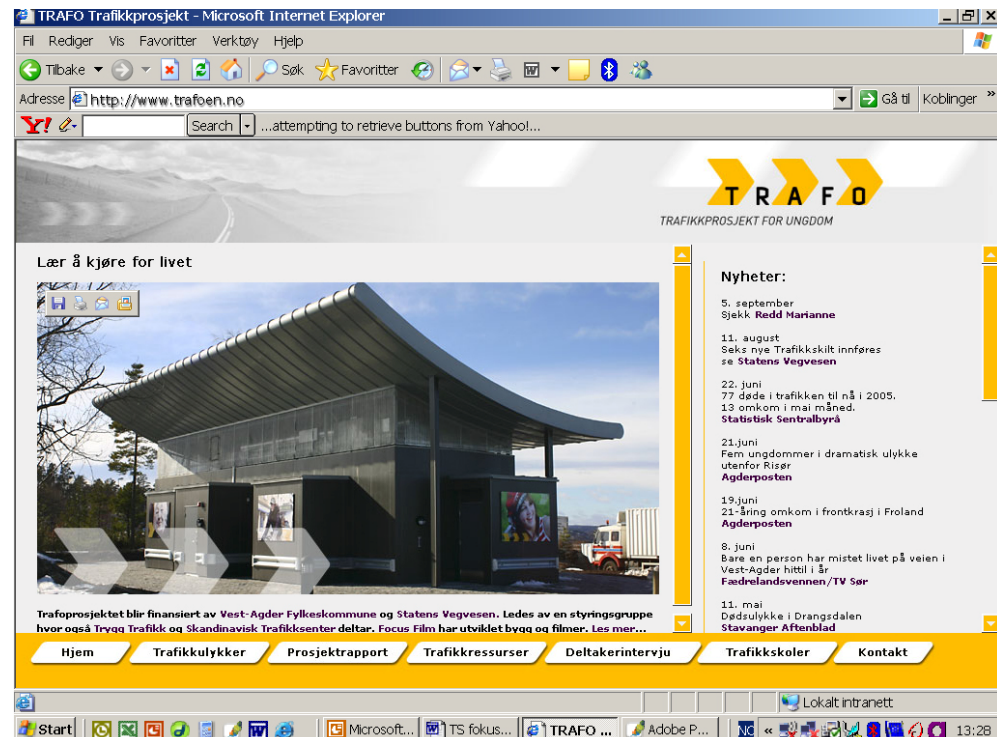 TRAFO Trafikkprosjekt - Microsoft Internet Explorer
Fil Rediger Vis Favoritter Verktøy Hjelp
Tilbake Søk Favoritter
Adresse http://www.trafoen.no Gå til Koblinger »
Y! Search ...attempting to retrieve buttons from Yahoo!...
TRAFO
TRAFIKKPROSJEKT FOR UNGDOM
Lær å kjøre for livet
Trafoprosjektet blir finansiert av Vest-Agder Fylkeskommune og Statens Vegvesen. Ledes av en styringsgruppe
hvor også Trygg Trafikk og Skandinavisk Trafikksenter deltar. Focus Film har utviklet bygg og filmer. Les mer...
Nyheter:
5. september
Sjekk Redd Marianne
11. august
Seks nye Trafikkskilt innføres
se Statens Vegvesen
22. juni
77 døde i trafikken til nå i 2005.
13 omkom i mai måned.
Statistisk Sentralbyrå
21.juni
Fem ungdommer i dramatisk ulykke
utenfor Risør
Agderposten
19.juni
21-åring omkom i frontkrasj i Froland
Agderposten
8. juni
Bare en person har mistet livet på veien i
Vest-Agder hittil i år
Fædrelandsvennen/TV Sør
11. mai
Dødsulykke i Drangsdalen
Stavanger Aftenblad
Hjem Trafikkulykker Prosjektrapport Trafikkressurser Deltakerintervju Trafikkskoler Kontakt
Lokalt intranett
Start Microsoft... TS fokus... TRAFO ... Adobe P... NO « 13:28